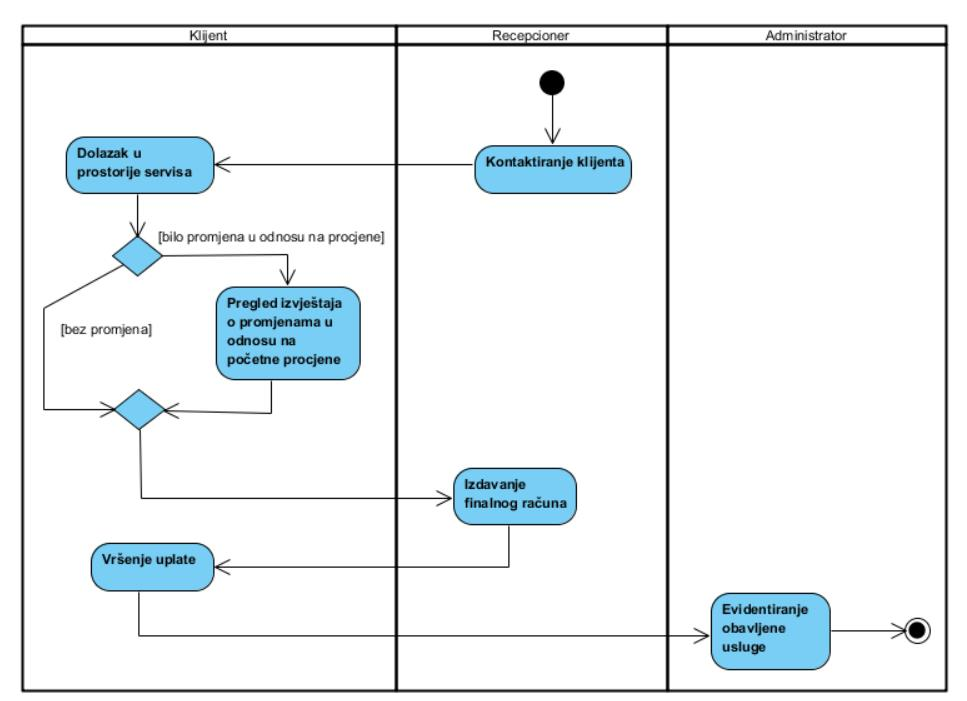 Klijent
Recepcioner
Administrator
Kontaktiranje klijenta
Dolazak u
prostorije servisa
[bilo promjena u odnosu na procjene]
Pregled izvještaja
o promjenama u
odnosu na
početne procjene
[bez promjena]
Izdavanje
finalnog računa
Vršenje uplate
Evidentiranje
obavljene
usluge